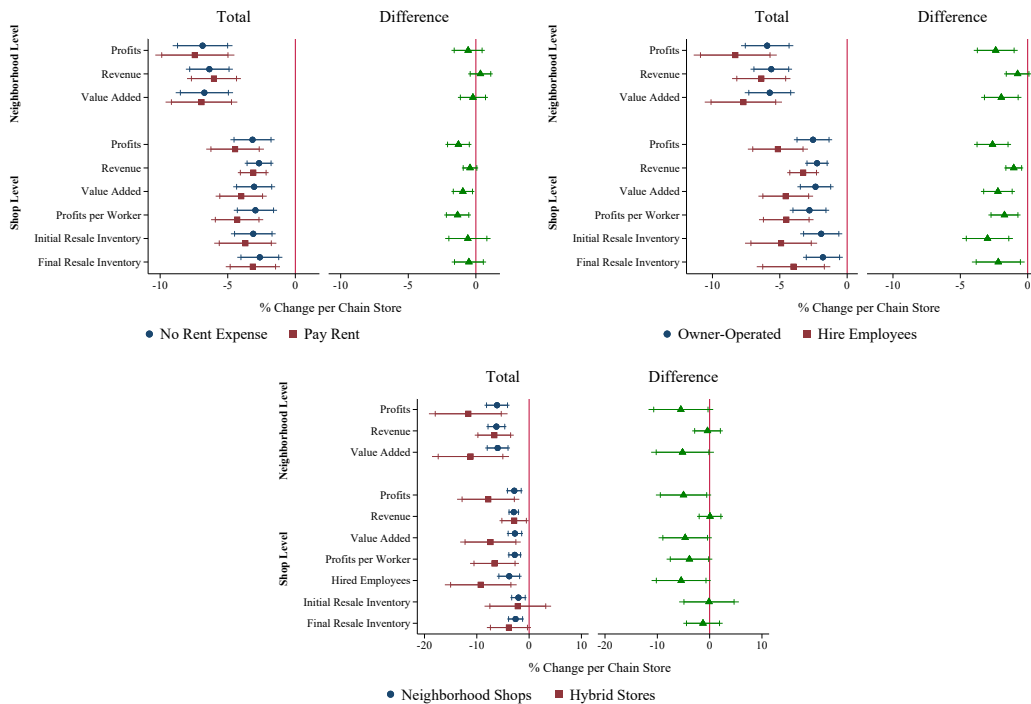 Total Difference
Neighborhood Level
Profits
Revenue
Value Added
Shop Level
Profits
Revenue
Value Added
Profits per Worker
Initial Resale Inventory
Final Resale Inventory
-10 -5 0 -10 -5 0
% Change per Chain Store
No Rent Expense Pay Rent
Neighborhood Level
Profits
Revenue
Value Added
Shop Level
Profits
Revenue
Value Added
Profits per Worker
Initial Resale Inventory
Final Resale Inventory
-10 -5 0 -10 -5 0
% Change per Chain Store
Owner-Operated Hire Employees
Total Difference
Neighborhood Level
Profits
Revenue
Value Added
Shop Level
Profits
Revenue
Value Added
Profits per Worker
Hired Employees
Initial Resale Inventory
Final Resale Inventory
-20 -10 0 10 -20 -10 0 10
% Change per Chain Store
Neighborhood Shops Hybrid Stores